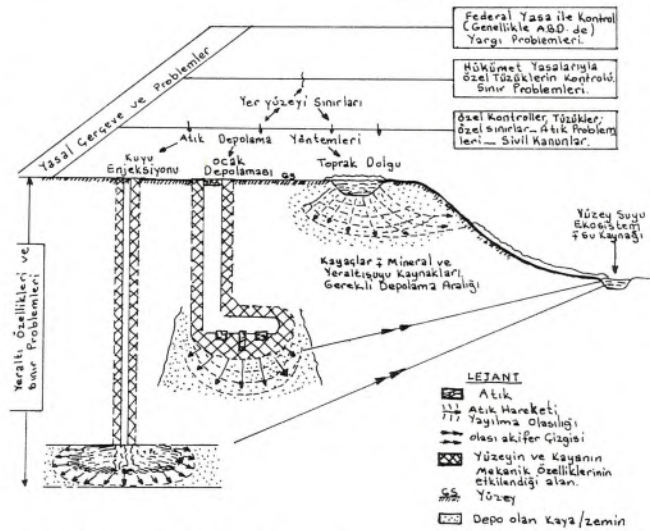 Federal Yasa ile Kontrol
(Genellikle A.B.D. de)
Yargı Problemleri.
Hükümet Yasalarıyla
özel Tüzüklerin Kontrolü.
Sınır Problemleri.
özel Kontroller, Tüzükler;
özel sınırlar_ Atık Problem
leri _ Sivil Kanunlar.
Yasal Çerçeve ve Problemler
Yer yüzeyi Sınırları
Atık Depolama Yöntemleri
Kuyu
Enjeksiyonu
ocak
Depolaması
Toprak Dolgu
GS
Yeraltı Özellikleri ve
Sınır Problemleri
Kayaçlar Mineral ve
Yeraltısuyu Kaynakları,
Gerekli Depolama Aralığı
Yüzey Suyu
Ekosistem
Su Kaynağı
LEJANT
Atık
Atık Hareketi
Yayılma Olasılığı
olası akifer Çizgisi
Yüzeyin ve Kayanın
Mekanik Özelliklerinin
etkilendiği alan.
GS Yüzey
Depo olan Kaya/zemin